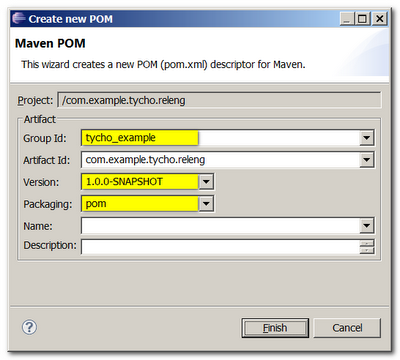 Create new POM
Maven POM
This wizard creates a new POM (pom.xml) descriptor for Maven.
Project: /com.example.tycho.releng
Artifact
Group Id: tycho_example
Artifact Id: com.example.tycho.releng
Version: 1.0.0-SNAPSHOT
Packaging: pom
Name:
Description:
? Finish Cancel